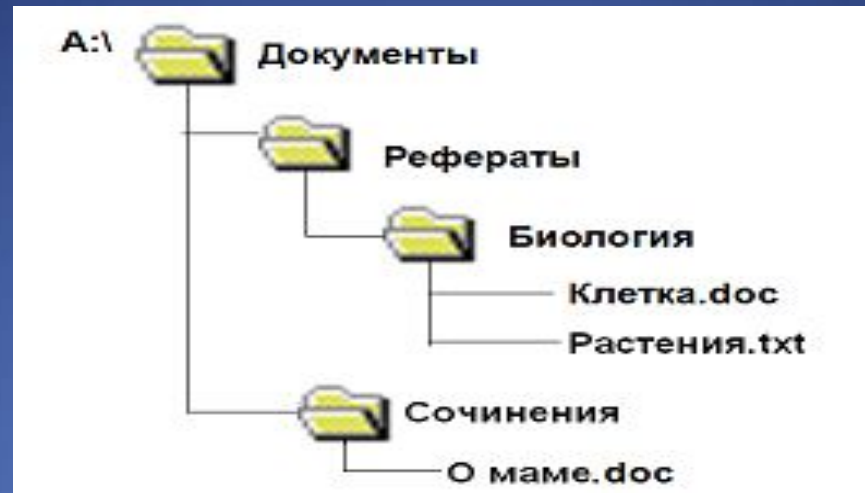 A:\ Документы
Рефераты
Биология
Клетка.doc
Растения.txt
Сочинения
О маме.doc